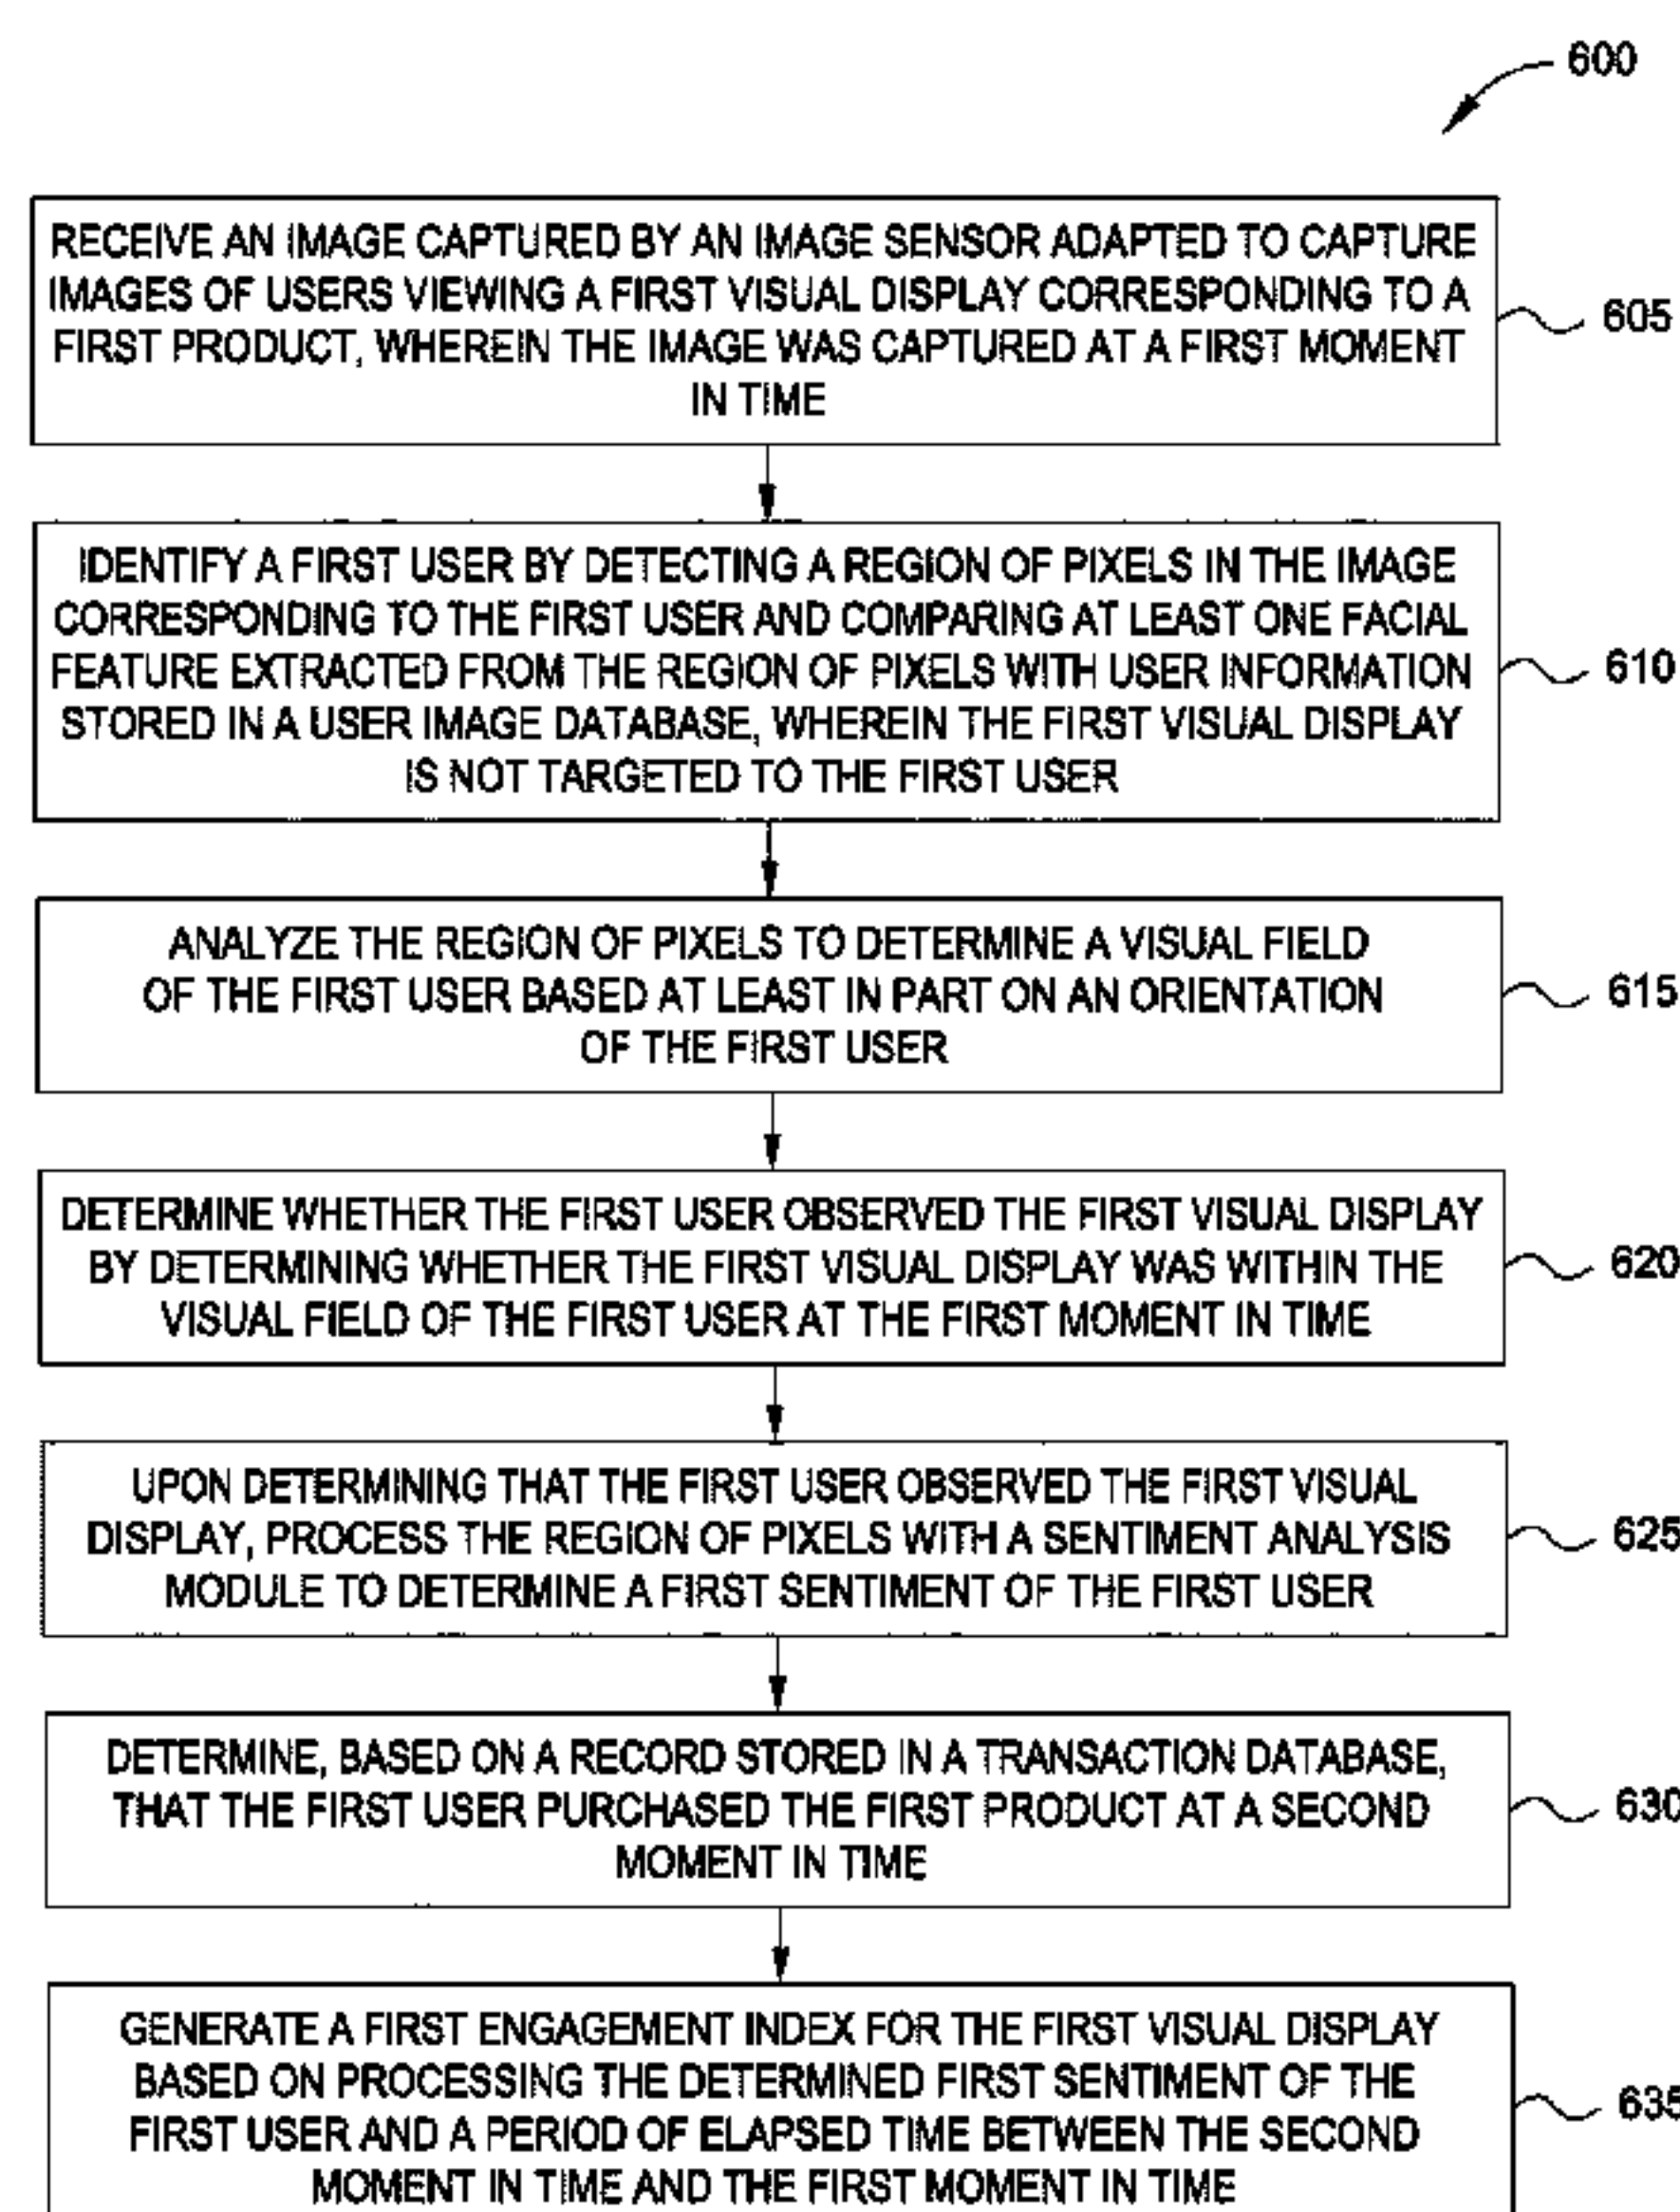 600
RECEIVE AN IMAGE CAPTURED BY AN IMAGE SENSOR ADAPTED TO CAPTURE
IMAGES OF USERS VIEWING A FIRST VISUAL DISPLAY CORRESPONDING TO A
FIRST PRODUCT, WHEREIN THE IMAGE WAS CAPTURED AT A FIRST MOMENT
IN TIME
605
IDENTIFY A FIRST USER BY DETECTING A REGION OF PIXELS IN THE IMAGE
CORRESPONDING TO THE FIRST USER AND COMPARING AT LEAST ONE FACIAL
FEATURE EXTRACTED FROM THE REGION OF PIXELS WITH USER INFORMATION
STORED IN A USER IMAGE DATABASE, WHEREIN THE FIRST VISUAL DISPLAY
IS NOT TARGETED TO THE FIRST USER
610
ANALYZE THE REGION OF PIXELS TO DETERMINE A VISUAL FIELD
OF THE FIRST USER BASED AT LEAST IN PART ON AN ORIENTATION
OF THE FIRST USER
615
DETERMINE WHETHER THE FIRST USER OBSERVED THE FIRST VISUAL DISPLAY
BY DETERMINING WHETHER THE FIRST VISUAL DISPLAY WAS WITHIN THE
VISUAL FIELD OF THE FIRST USER AT THE FIRST MOMENT IN TIME
620
UPON DETERMINING THAT THE FIRST USER OBSERVED THE FIRST VISUAL
DISPLAY, PROCESS THE REGION OF PIXELS WITH A SENTIMENT ANALYSIS
MODULE TO DETERMINE A FIRST SENTIMENT OF THE FIRST USER
625
DETERMINE, BASED ON A RECORD STORED IN A TRANSACTION DATABASE,
THAT THE FIRST USER PURCHASED THE FIRST PRODUCT AT A SECOND
MOMENT IN TIME
630
GENERATE A FIRST ENGAGEMENT INDEX FOR THE FIRST VISUAL DISPLAY
BASED ON PROCESSING THE DETERMINED FIRST SENTIMENT OF THE
FIRST USER AND A PERIOD OF ELAPSED TIME BETWEEN THE SECOND
MOMENT IN TIME AND THE FIRST MOMENT IN TIME
635